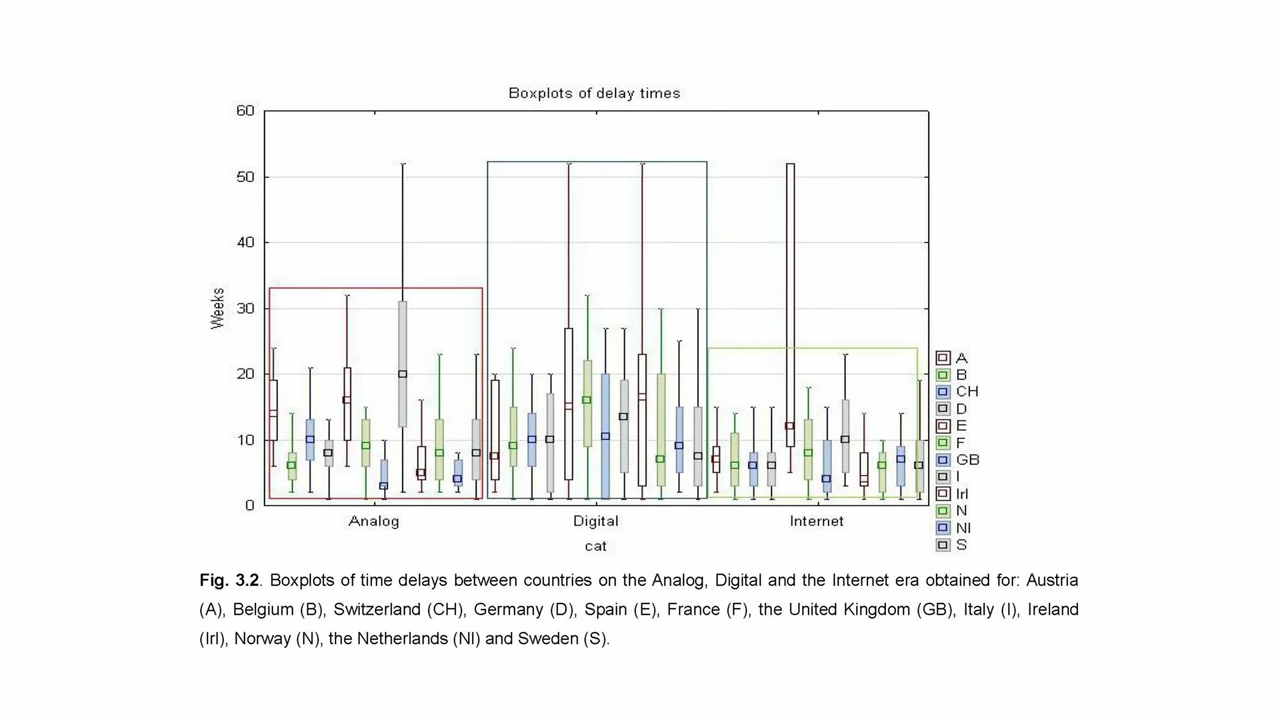 Boxplots of delay times
60
50
40
30
20
10
0
Weeks
Analog Digital Internet
cat
A
B
CH
D
E
F
GB
I
Irl
N
NI
S
Fig. 3.2. Boxplots of time delays between countries on the Analog, Digital and the Internet era obtained for: Austria
(A), Belgium (B), Switzerland (CH), Germany (D), Spain (E), France (F), the United Kingdom (GB), Italy (I), Ireland
(Irl), Norway (N), the Netherlands (NI) and Sweden (S).